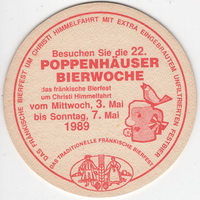 DAS FRÄNKISCHE BIERFEST UM CHRISTI HIMMELFAHRT MIT EXTRA EINGEBRAUTEM UNFILTRIERTEN FESTBIER
Besuchen Sie die 22.
POPPENHÄUSER
BIERWOCHE
das fränkische Bierfest
um Christi Himmelfahrt
vom Mittwoch, 3. Mai
bis Sonntag, 7. Mai
1989
DAS TRADITIONELLE FRÄNKISCHE BIERFEST